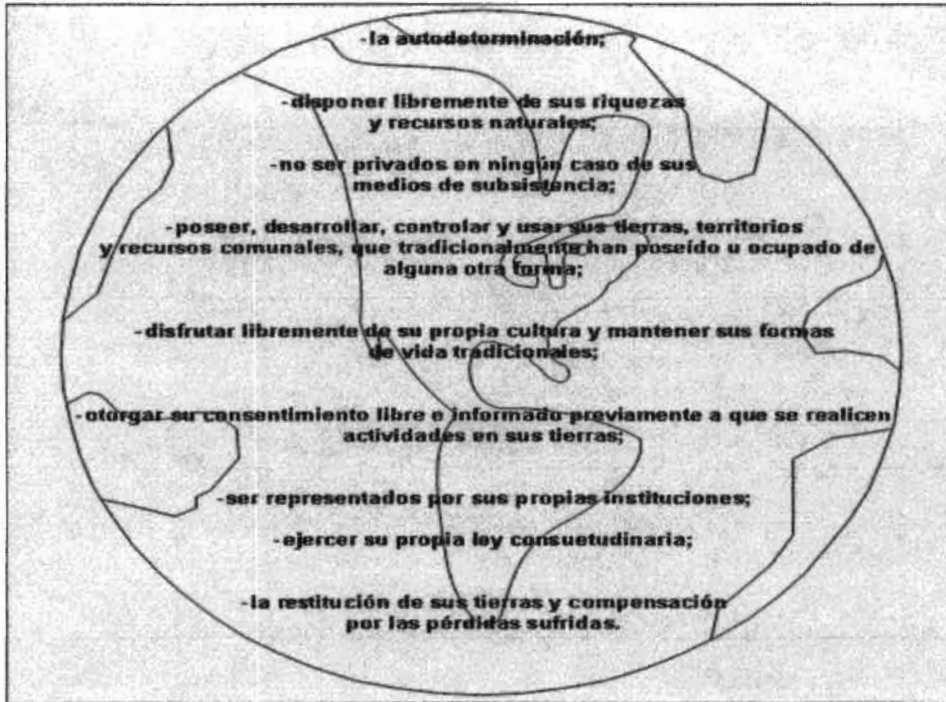 -la autodeterminación;
-disponer libremente de sus riquezas
y recursos naturales;
-no ser privados en ningún caso de sus
medios de subsistencia;
-poseer, desarrollar, controlar y usar sus tierras, territorios
y recursos comunales, que tradicionalmente han poseído u ocupado de
alguna otra forma;
-disfrutar libremente de su propia cultura y mantener sus formas
de vida tradicionales;
-otorgar su consentimiento libre e informado previamente a que se realicen
actividades en sus tierras;
-ser representados por sus propias instituciones;
-ejercer su propia ley consuetudinaria;
-la restitución de sus tierras y compensación
por las pérdidas sufridas.